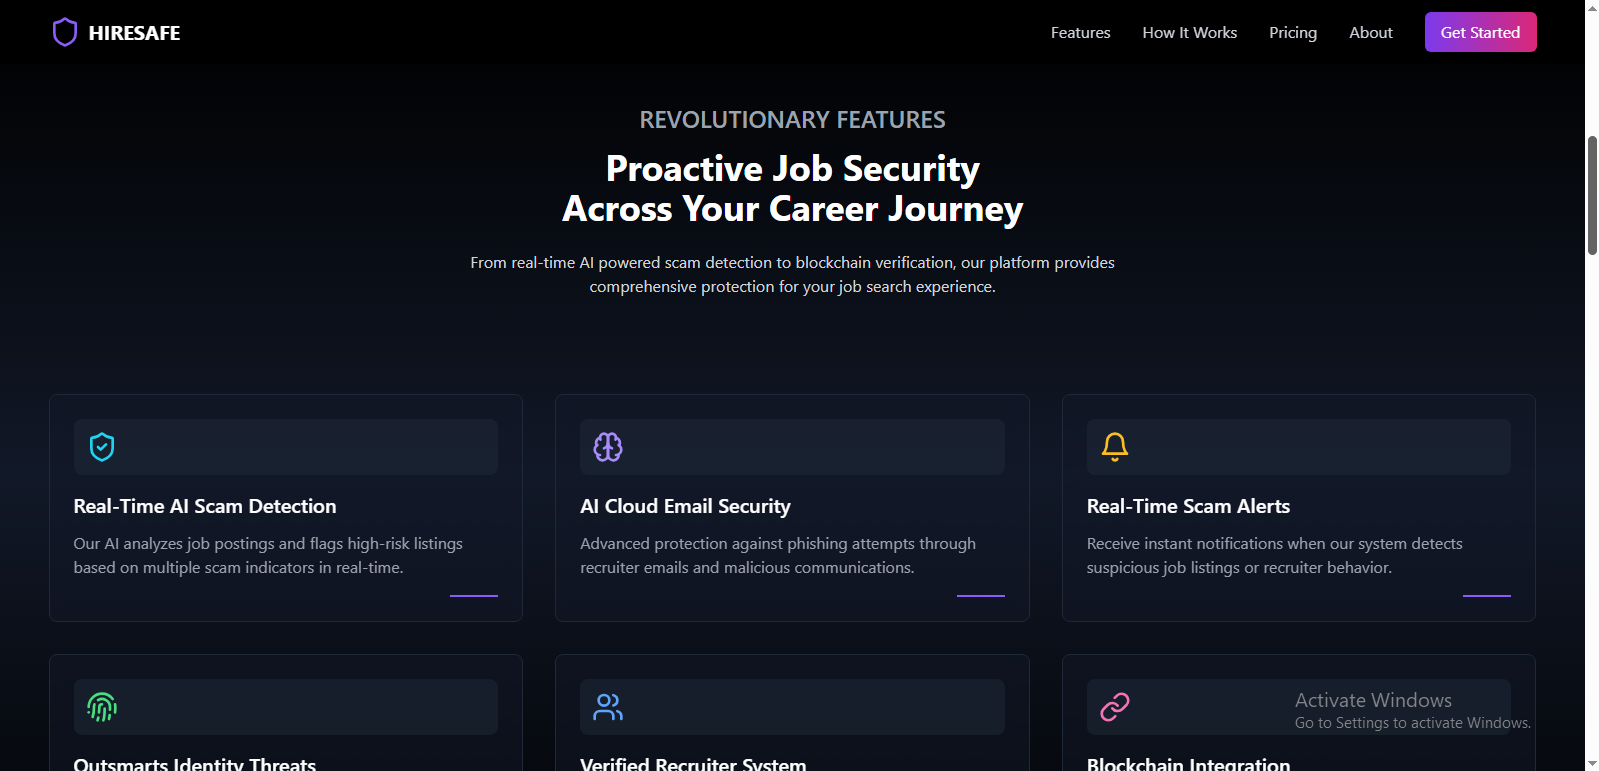 HIRESAFE
Features
How It Works
Pricing
About
Get Started
REVOLUTIONARY FEATURES
Proactive Job Security
Across Your Career Journey
From real-time AI powered scam detection to blockchain verification, our platform provides
comprehensive protection for your job search experience.
Real-Time AI Scam Detection
Our AI analyzes job postings and flags high-risk listings
based on multiple scam indicators in real-time.
AI Cloud Email Security
Advanced protection against phishing attempts through
recruiter emails and malicious communications.
Real-Time Scam Alerts
Receive instant notifications when our system detects
suspicious job listings or recruiter behavior.
Outsmarts Identity Threats
Verified Recruiter System
Blockchain Integration
Activate Windows
Go to Settings to activate Windows.